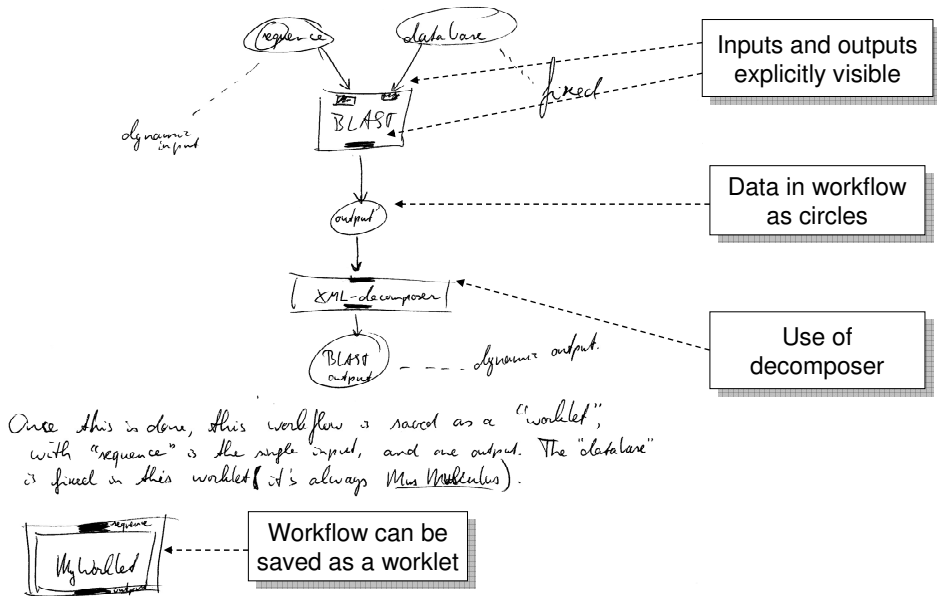 sequence
database
Inputs and outputs
explicitly visible
dynamic
input
fixed
BLAST
Data in workflow
as circles
output
XML-decomposer
Use of
decomposer
BLAST
output
dynamic output.
Once this is done, this workflow is saved as a "worklet",
with "sequence" is the single input, and one output. The "database"
is fixed in this worklet (it's always Mus Musculus).
sequence
MyWorklet
output
Workflow can be
saved as a worklet